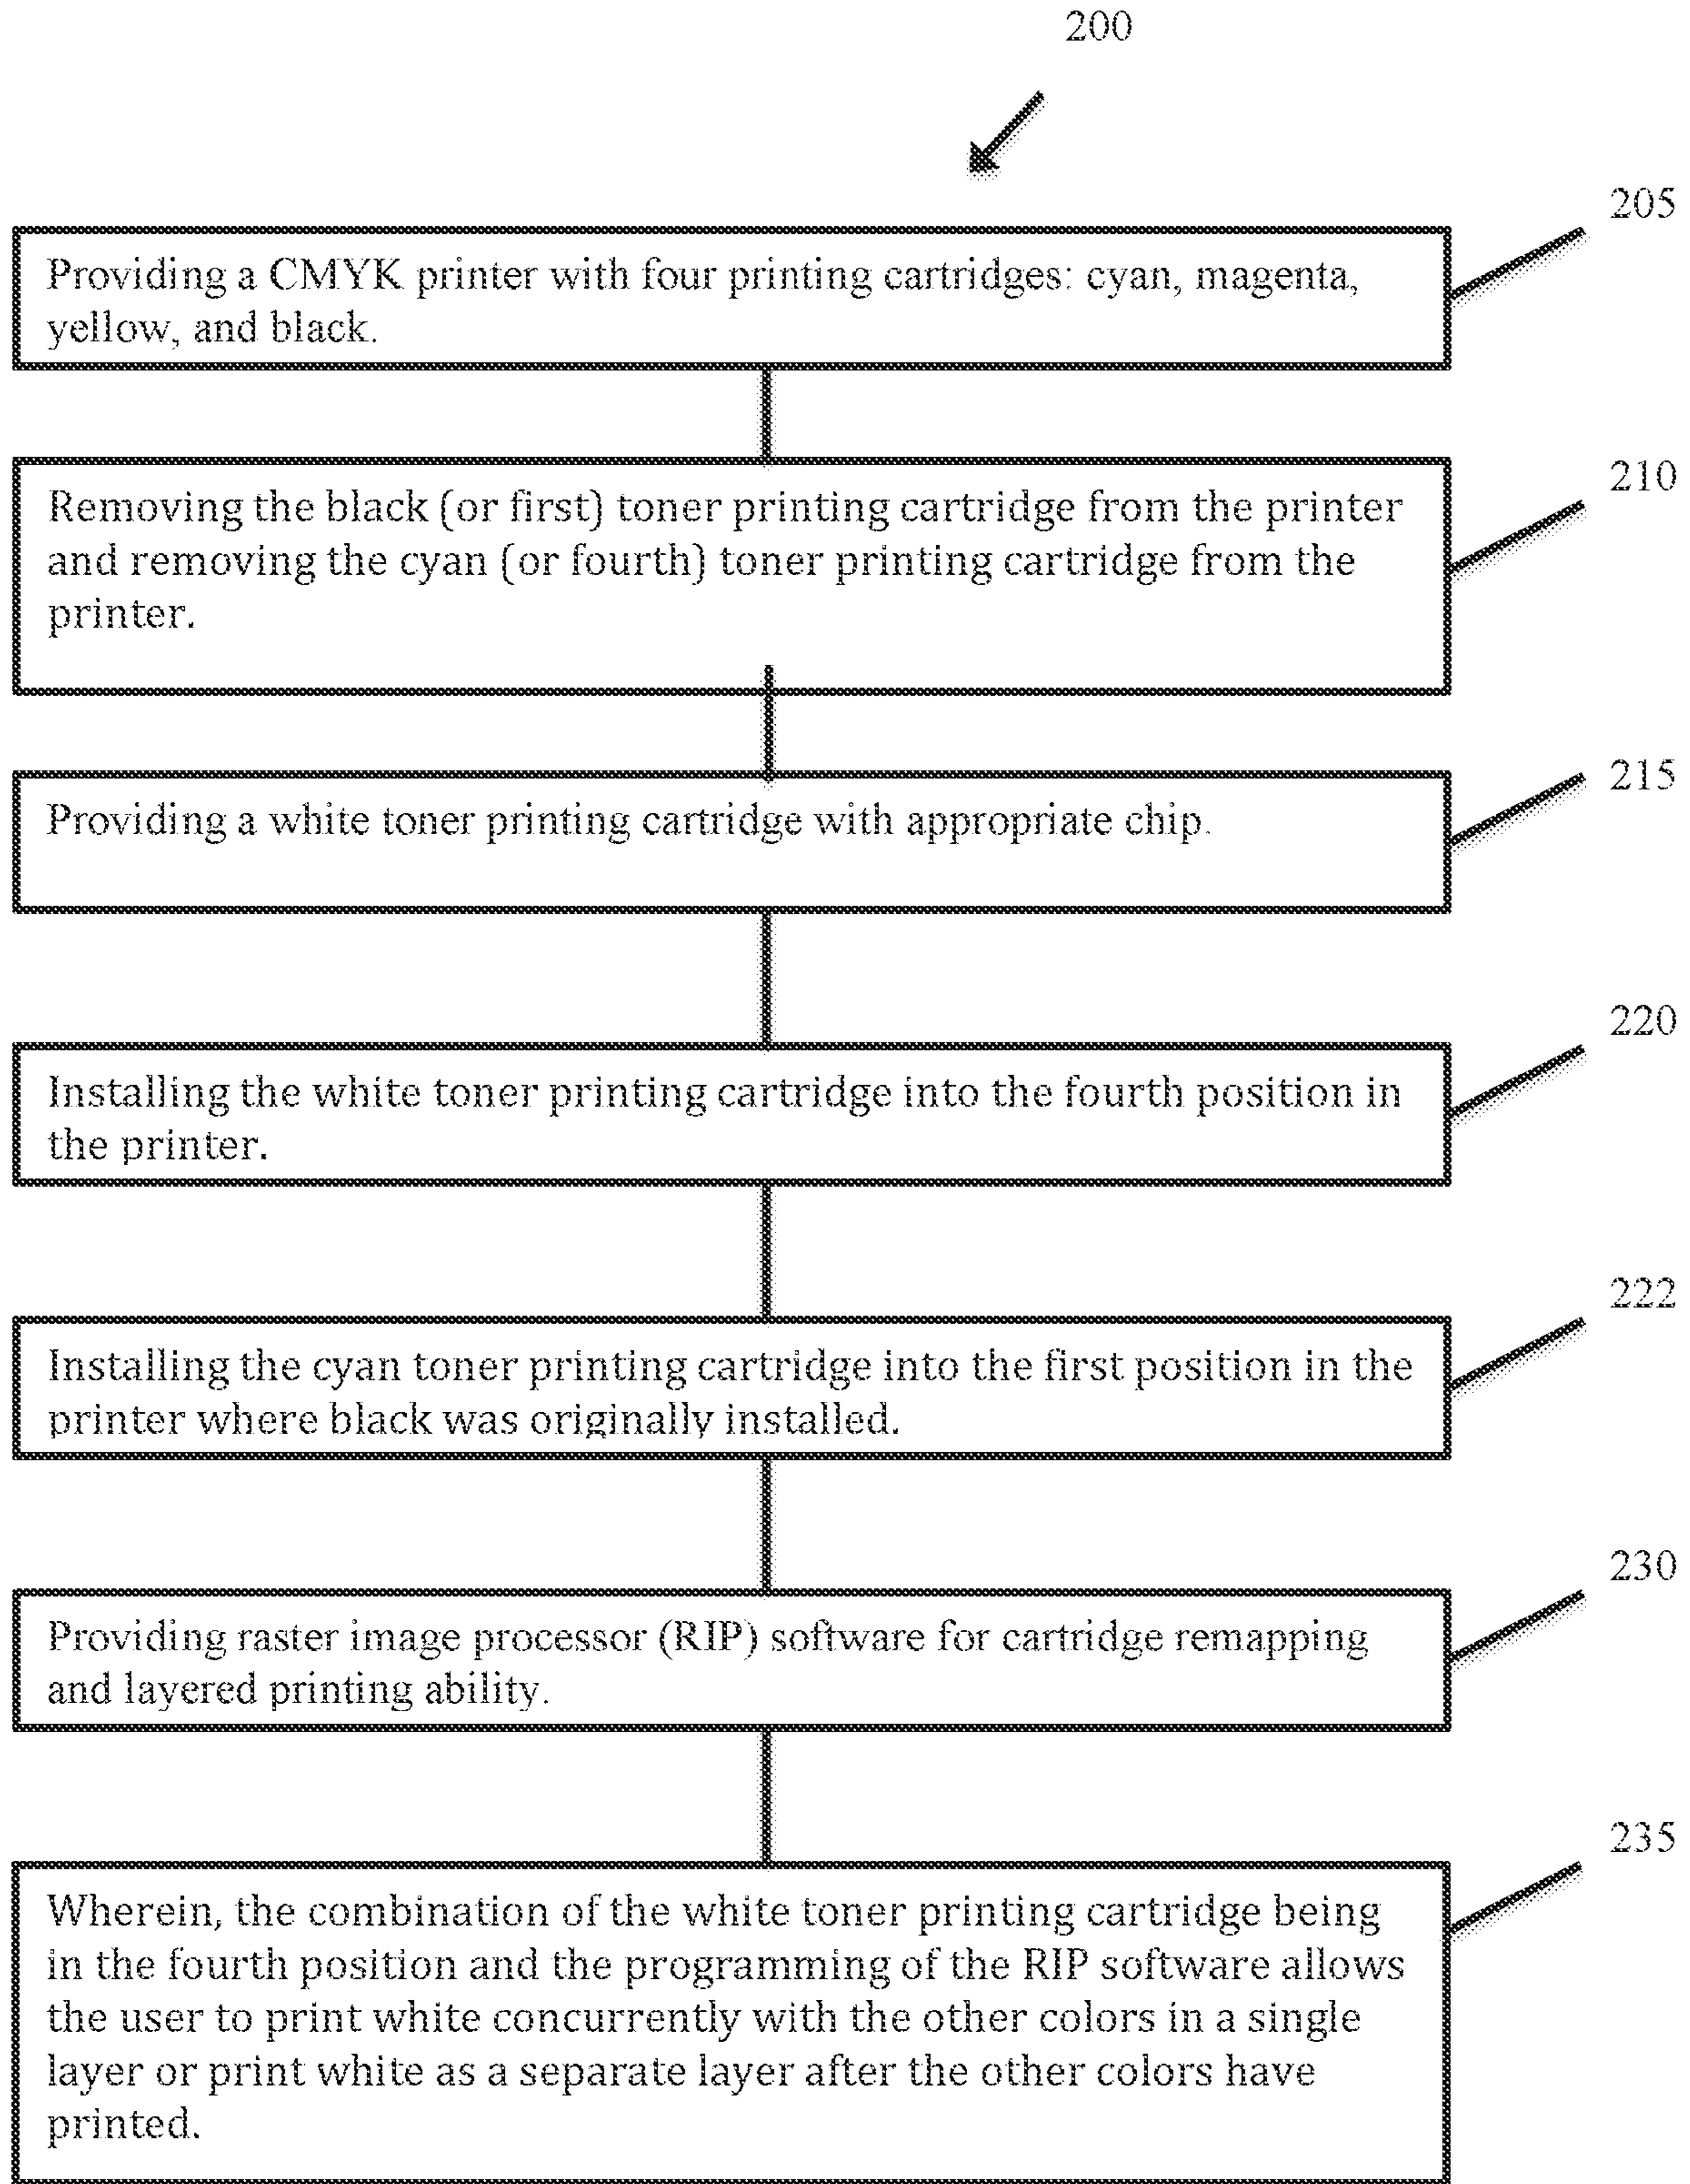 200
205
Providing a CMYK printer with four printing cartridges: cyan, magenta,
yellow, and black.
210
Removing the black (or first) toner printing cartridge from the printer
and removing the cyan (or fourth) toner printing cartridge from the
printer.
215
Providing a white toner printing cartridge with appropriate chip.
220
Installing the white toner printing cartridge into the fourth position in
the printer.
222
Installing the cyan toner printing cartridge into the first position in the
printer where black was originally installed.
230
Providing raster image processor (RIP) software for cartridge remapping
and layered printing ability.
235
Wherein, the combination of the white toner printing cartridge being
in the fourth position and the programming of the RIP software allows
the user to print white concurrently with the other colors in a single
layer or print white as a separate layer after the other colors have
printed.